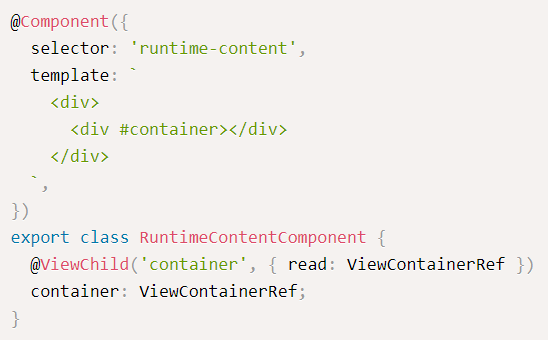 @Component({
  selector: 'runtime-content',
  template: `
    <div>
      <div #container></div>
    </div>
  `,
})
export class RuntimeContentComponent {
  @ViewChild('container', { read: ViewContainerRef })
  container: ViewContainerRef;
}